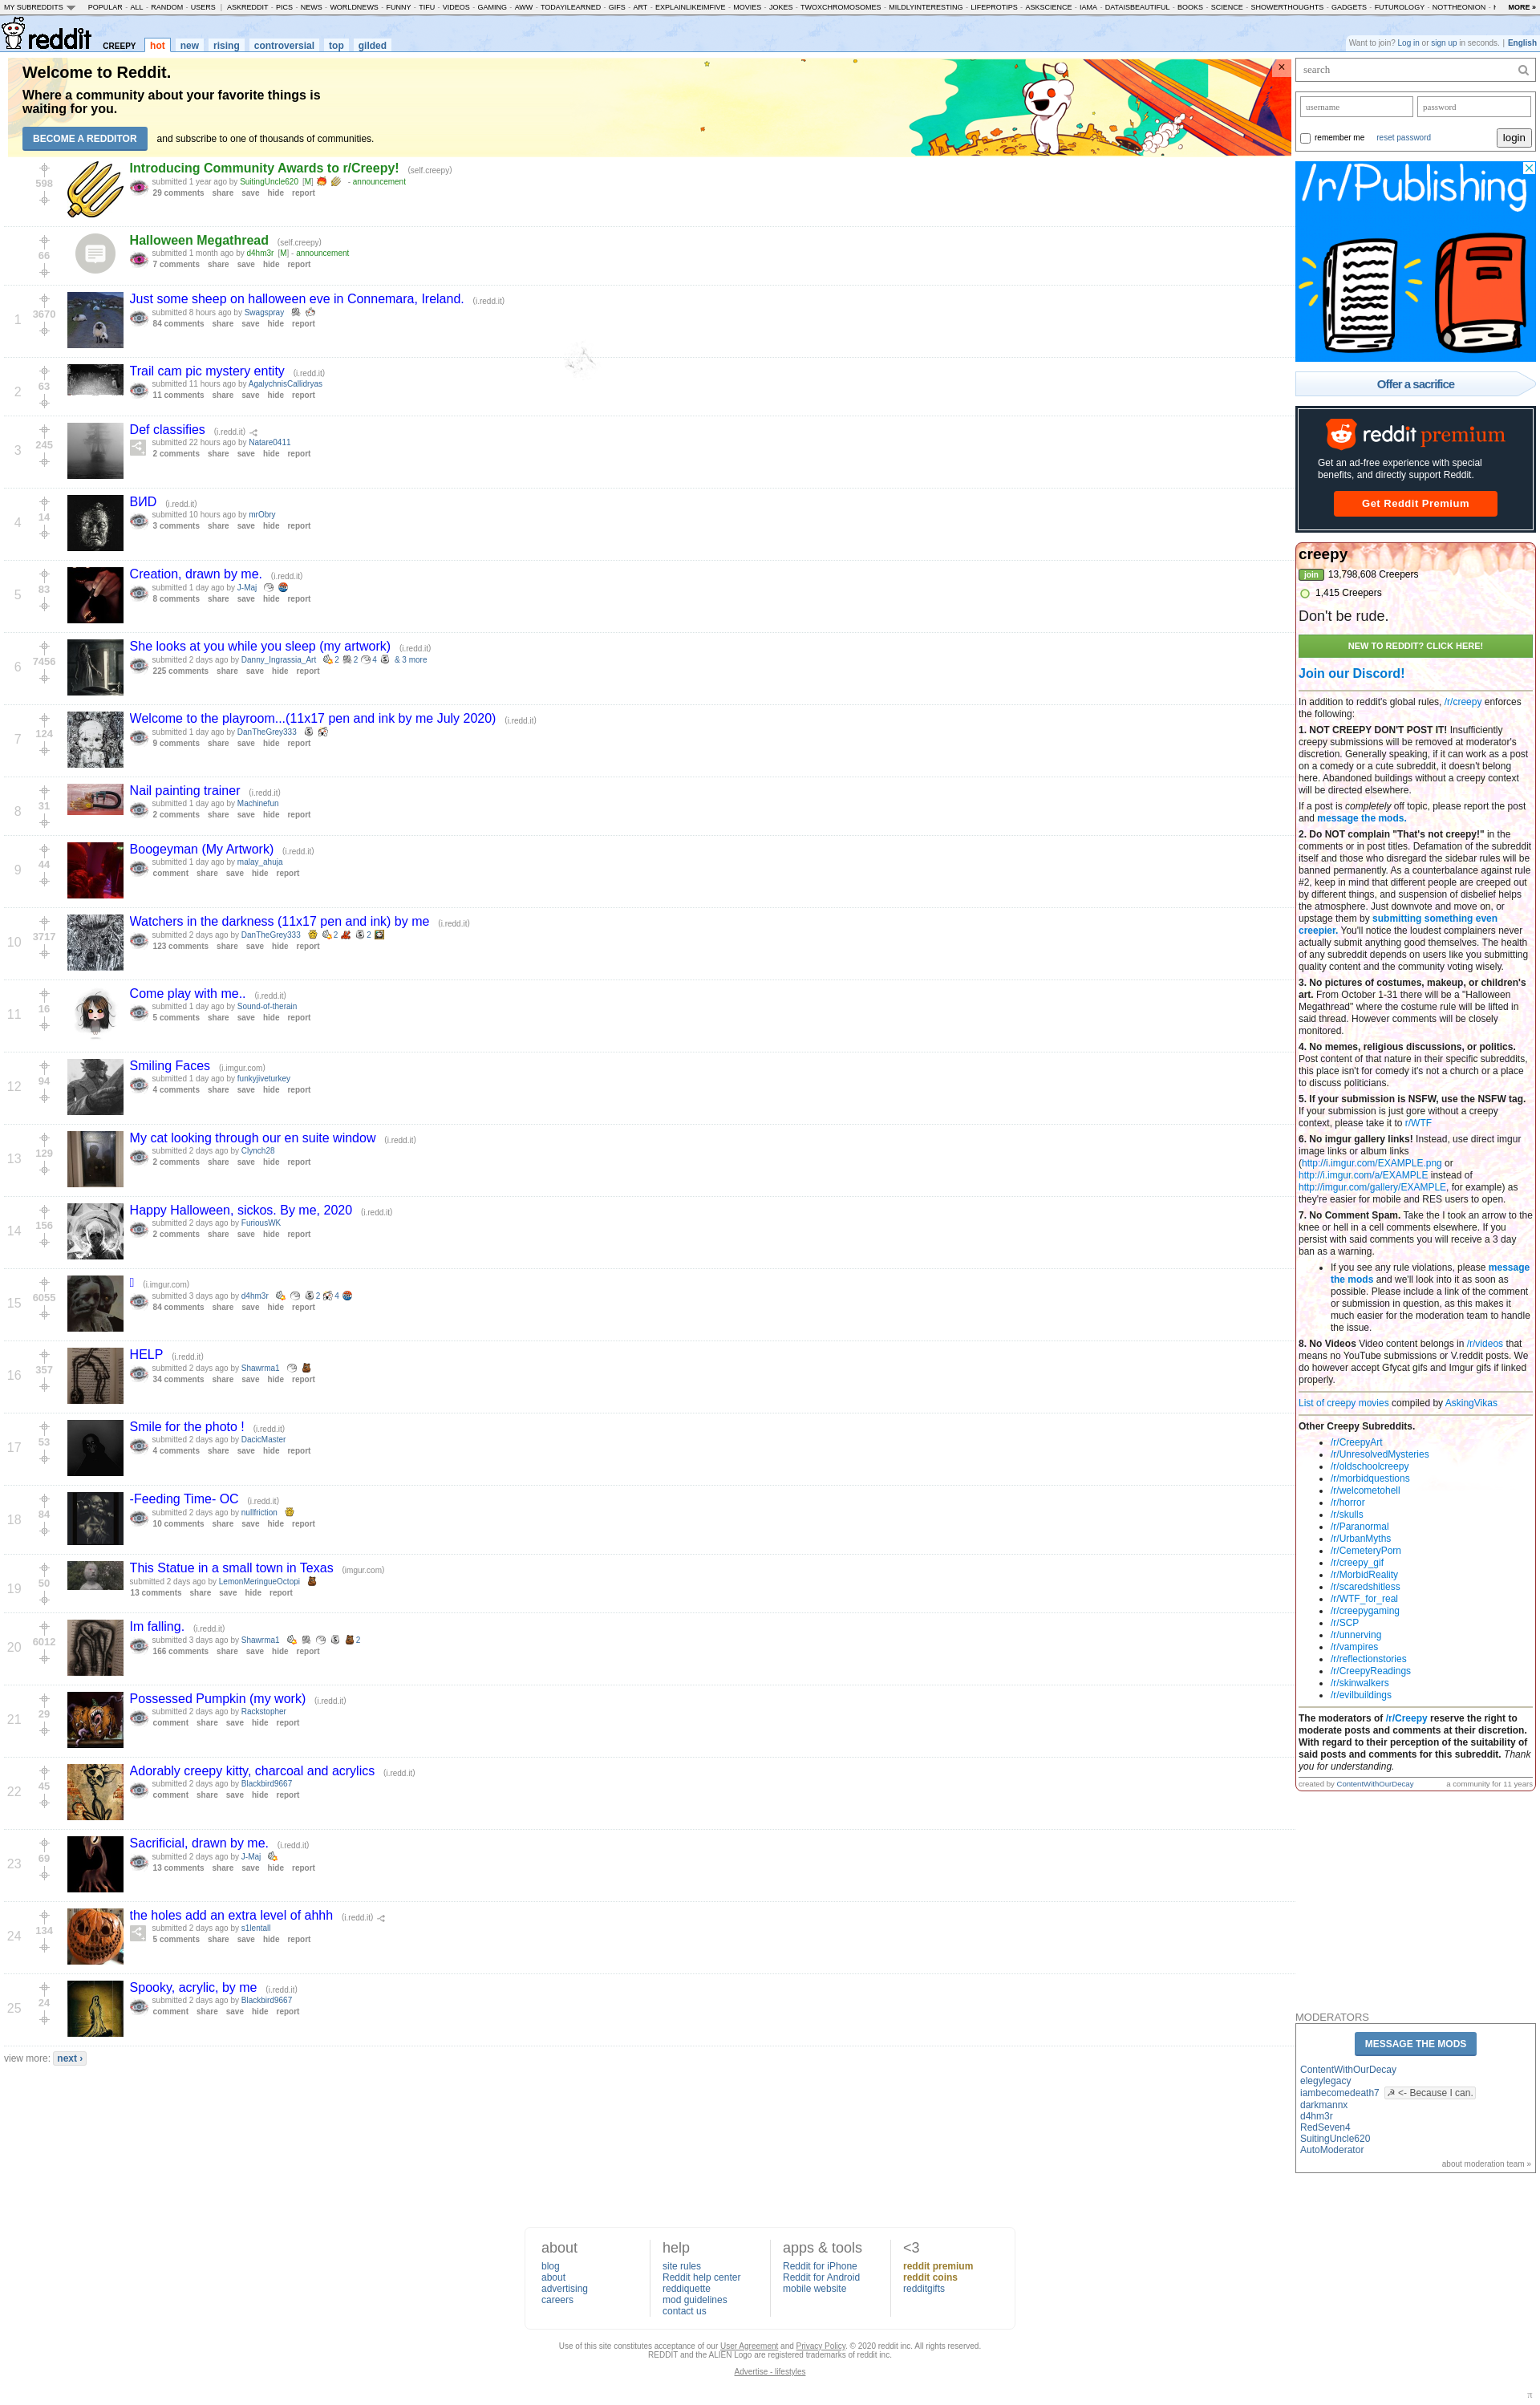 MY SUBREDDITS POPULAR - ALL - RANDOM - USERS | ASKREDDIT - PICS - NEWS - WORLDNEWS - FUNNY - TIFU - VIDEOS - GAMING - AWW - TODAYILEARNED - GIFS - ART - EXPLAINLIKEIMFIVE - MOVIES - JOKES - TWOXCHROMOSOMES - MILDLYINTERESTING - LIFEPROTIPS - ASKSCIENCE - IAMA - DATAISBEAUTIFUL - BOOKS - SCIENCE - SHOWERTHOUGHTS - GADGETS - FUTUROLOGY - NOTTHEONION - MORE »
reddit CREEPY hot new rising controversial top gilded
Want to join? Log in or sign up in seconds. | English
Welcome to Reddit.
Where a community about your favorite things is
waiting for you.
BECOME A REDDITOR and subscribe to one of thousands of communities.
×
598
Introducing Community Awards to r/Creepy! (self.creepy)
submitted 1 year ago by SuitingUncle620 [M] - announcement
29 comments share save hide report
66
Halloween Megathread (self.creepy)
submitted 1 month ago by d4hm3r [M] - announcement
7 comments share save hide report
1
3670
Just some sheep on halloween eve in Connemara, Ireland. (i.redd.it)
submitted 8 hours ago by Swagspray
84 comments share save hide report
2
63
Trail cam pic mystery entity (i.redd.it)
submitted 11 hours ago by AgalychnisCallidryas
11 comments share save hide report
3
245
Def classifies (i.redd.it)
submitted 22 hours ago by Natare0411
2 comments share save hide report
4
14
ВИD (i.redd.it)
submitted 10 hours ago by mrObry
3 comments share save hide report
5
83
Creation, drawn by me. (i.redd.it)
submitted 1 day ago by J-Maj
8 comments share save hide report
6
7456
She looks at you while you sleep (my artwork) (i.redd.it)
submitted 2 days ago by Danny_Ingrassia_Art 2 2 4 & 3 more
225 comments share save hide report
7
124
Welcome to the playroom...(11x17 pen and ink by me July 2020) (i.redd.it)
submitted 1 day ago by DanTheGrey333
9 comments share save hide report
8
31
Nail painting trainer (i.redd.it)
submitted 1 day ago by Machinefun
2 comments share save hide report
9
44
Boogeyman (My Artwork) (i.redd.it)
submitted 1 day ago by malay_ahuja
comment share save hide report
10
3717
Watchers in the darkness (11x17 pen and ink) by me (i.redd.it)
submitted 2 days ago by DanTheGrey333 2 2
123 comments share save hide report
11
16
Come play with me.. (i.redd.it)
submitted 1 day ago by Sound-of-therain
5 comments share save hide report
12
94
Smiling Faces (i.imgur.com)
submitted 1 day ago by funkyjiveturkey
4 comments share save hide report
13
129
My cat looking through our en suite window (i.redd.it)
submitted 2 days ago by Clynch28
2 comments share save hide report
14
156
Happy Halloween, sickos. By me, 2020 (i.redd.it)
submitted 2 days ago by FuriousWK
2 comments share save hide report
15
6055
(i.imgur.com)
submitted 3 days ago by d4hm3r 2 4
84 comments share save hide report
16
357
HELP (i.redd.it)
submitted 2 days ago by Shawrma1
34 comments share save hide report
17
53
Smile for the photo ! (i.redd.it)
submitted 2 days ago by DacicMaster
4 comments share save hide report
18
84
-Feeding Time- OC (i.redd.it)
submitted 2 days ago by nullfriction
10 comments share save hide report
19
50
This Statue in a small town in Texas (imgur.com)
submitted 2 days ago by LemonMeringueOctopi
13 comments share save hide report
20
6012
Im falling. (i.redd.it)
submitted 3 days ago by Shawrma1 2
166 comments share save hide report
21
29
Possessed Pumpkin (my work) (i.redd.it)
submitted 2 days ago by Rackstopher
comment share save hide report
22
45
Adorably creepy kitty, charcoal and acrylics (i.redd.it)
submitted 2 days ago by Blackbird9667
comment share save hide report
23
69
Sacrificial, drawn by me. (i.redd.it)
submitted 2 days ago by J-Maj
13 comments share save hide report
24
134
the holes add an extra level of ahhh (i.redd.it)
submitted 2 days ago by s1lentall
5 comments share save hide report
25
24
Spooky, acrylic, by me (i.redd.it)
submitted 2 days ago by Blackbird9667
comment share save hide report
view more: next ›
search
username password
remember me reset password login
/r/Publishing
Offer a sacrifice
reddit premium
Get an ad-free experience with special
benefits, and directly support Reddit.
Get Reddit Premium
creepy
join 13,798,608 Creepers
1,415 Creepers
Don't be rude.
NEW TO REDDIT? CLICK HERE!
Join our Discord!
In addition to reddit's global rules, /r/creepy enforces
the following:
1. NOT CREEPY DON'T POST IT! Insufficiently
creepy submissions will be removed at moderator's
discretion. Generally speaking, if it can work as a post
on a comedy or a cute subreddit, it doesn't belong
here. Abandoned buildings without a creepy context
will be directed elsewhere.
If a post is completely off topic, please report the post
and message the mods.
2. Do NOT complain "That's not creepy!" in the
comments or in post titles. Defamation of the subreddit
itself and those who disregard the sidebar rules will be
banned permanently. As a counterbalance against rule
#2, keep in mind that different people are creeped out
by different things, and suspension of disbelief helps
the atmosphere. Just downvote and move on, or
upstage them by submitting something even
creepier. You'll notice the loudest complainers never
actually submit anything good themselves. The health
of any subreddit depends on users like you submitting
quality content and the community voting wisely.
3. No pictures of costumes, makeup, or children's
art. From October 1-31 there will be a "Halloween
Megathread" where the costume rule will be lifted in
said thread. However comments will be closely
monitored.
4. No memes, religious discussions, or politics.
Post content of that nature in their specific subreddits,
this place isn't for comedy it's not a church or a place
to discuss politicians.
5. If your submission is NSFW, use the NSFW tag.
If your submission is just gore without a creepy
context, please take it to r/WTF
6. No imgur gallery links! Instead, use direct imgur
image links or album links
(http://i.imgur.com/EXAMPLE.png or
http://i.imgur.com/a/EXAMPLE instead of
http://imgur.com/gallery/EXAMPLE, for example) as
they're easier for mobile and RES users to open.
7. No Comment Spam. Take the I took an arrow to the
knee or hell in a cell comments elsewhere. If you
persist with said comments you will receive a 3 day
ban as a warning.
• If you see any rule violations, please message
the mods and we'll look into it as soon as
possible. Please include a link of the comment
or submission in question, as this makes it
much easier for the moderation team to handle
the issue.
8. No Videos Video content belongs in /r/videos that
means no YouTube submissions or V.reddit posts. We
do however accept Gfycat gifs and Imgur gifs if linked
properly.
List of creepy movies compiled by AskingVikas
Other Creepy Subreddits.
• /r/CreepyArt
• /r/UnresolvedMysteries
• /r/oldschoolcreepy
• /r/morbidquestions
• /r/welcometohell
• /r/horror
• /r/skulls
• /r/Paranormal
• /r/UrbanMyths
• /r/CemeteryPorn
• /r/creepy_gif
• /r/MorbidReality
• /r/scaredshitless
• /r/WTF_for_real
• /r/creepygaming
• /r/SCP
• /r/unnerving
• /r/vampires
• /r/reflectionstories
• /r/CreepyReadings
• /r/skinwalkers
• /r/evilbuildings
The moderators of /r/Creepy reserve the right to
moderate posts and comments at their discretion.
With regard to their perception of the suitability of
said posts and comments for this subreddit. Thank
you for understanding.
created by ContentWithOurDecay a community for 11 years
MODERATORS
MESSAGE THE MODS
ContentWithOurDecay
elegylegacy
iambecomedeath7 ☭ <- Because I can.
darkmannx
d4hm3r
RedSeven4
SuitingUncle620
AutoModerator
about moderation team »
about
blog
about
advertising
careers
help
site rules
Reddit help center
reddiquette
mod guidelines
contact us
apps & tools
Reddit for iPhone
Reddit for Android
mobile website
<3
reddit premium
reddit coins
redditgifts
Use of this site constitutes acceptance of our User Agreement and Privacy Policy. © 2020 reddit inc. All rights reserved.
REDDIT and the ALIEN Logo are registered trademarks of reddit inc.
Advertise - lifestyles
π